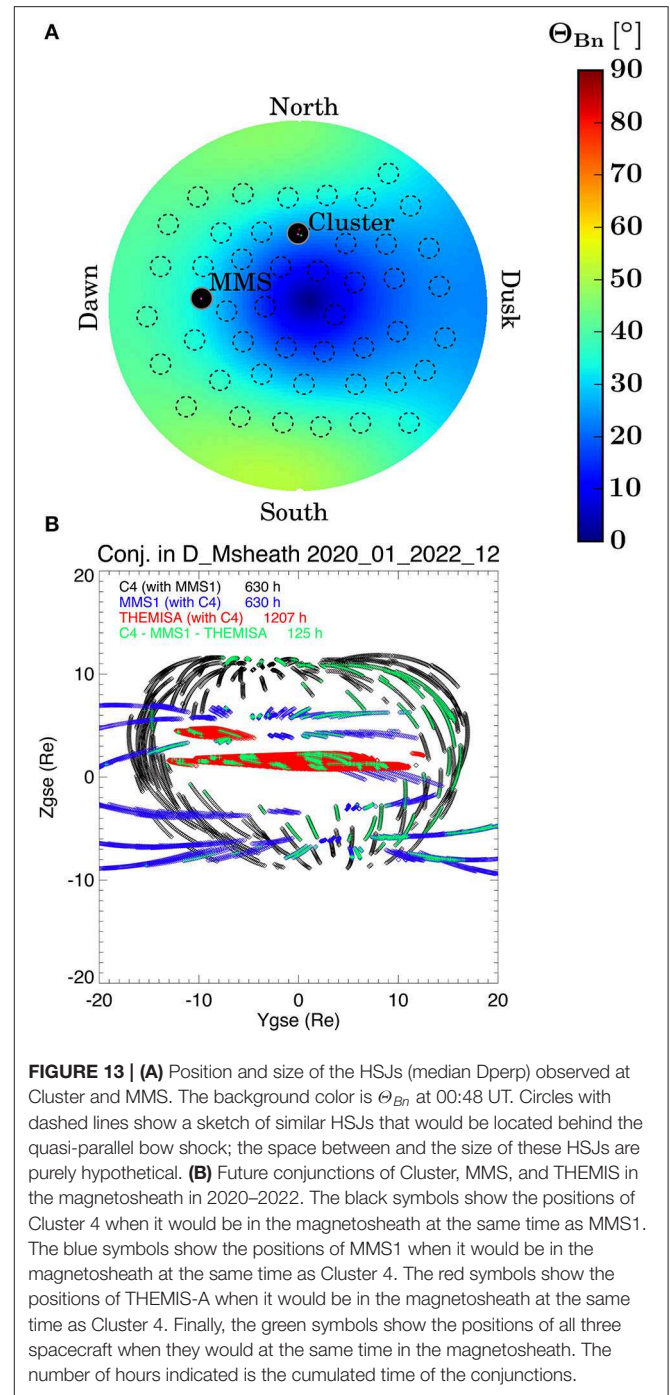 A
Θ_Bn [°]
90
80
70
60
50
40
30
20
10
0
North
Cluster
MMS
Dawn
Dusk
South
B
Conj. in D_Msheath 2020_01_2022_12
C4 (with MMS1) 630 h
MMS1 (with C4) 630 h
THEMISA (with C4) 1207 h
C4 - MMS1 - THEMISA 125 h
20
10
0
-10
-20
Zgse (Re)
-20 -10 0 10 20
Ygse (Re)
FIGURE 13 | (A) Position and size of the HSJs (median Dperp) observed at
Cluster and MMS. The background color is Θ_Bn at 00:48 UT. Circles with
dashed lines show a sketch of similar HSJs that would be located behind the
quasi-parallel bow shock; the space between and the size of these HSJs are
purely hypothetical. (B) Future conjunctions of Cluster, MMS, and THEMIS in
the magnetosheath in 2020–2022. The black symbols show the positions of
Cluster 4 when it would be in the magnetosheath at the same time as MMS1.
The blue symbols show the positions of MMS1 when it would be in the
magnetosheath at the same time as Cluster 4. The red symbols show the
positions of THEMIS-A when it would be in the magnetosheath at the same
time as Cluster 4. Finally, the green symbols show the positions of all three
spacecraft when they would at the same time in the magnetosheath. The
number of hours indicated is the cumulated time of the conjunctions.